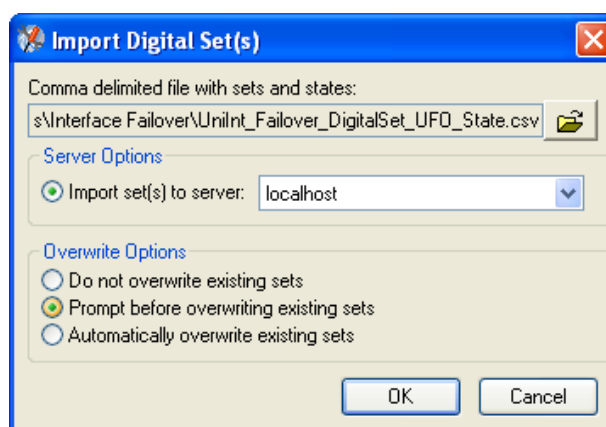 Import Digital Set(s)
Comma delimited file with sets and states:
s\Interface Failover\UniInt_Failover_DigitalSet_UFO_State.csv
Server Options
Import set(s) to server: localhost
Overwrite Options
Do not overwrite existing sets
Prompt before overwriting existing sets
Automatically overwrite existing sets
OK Cancel